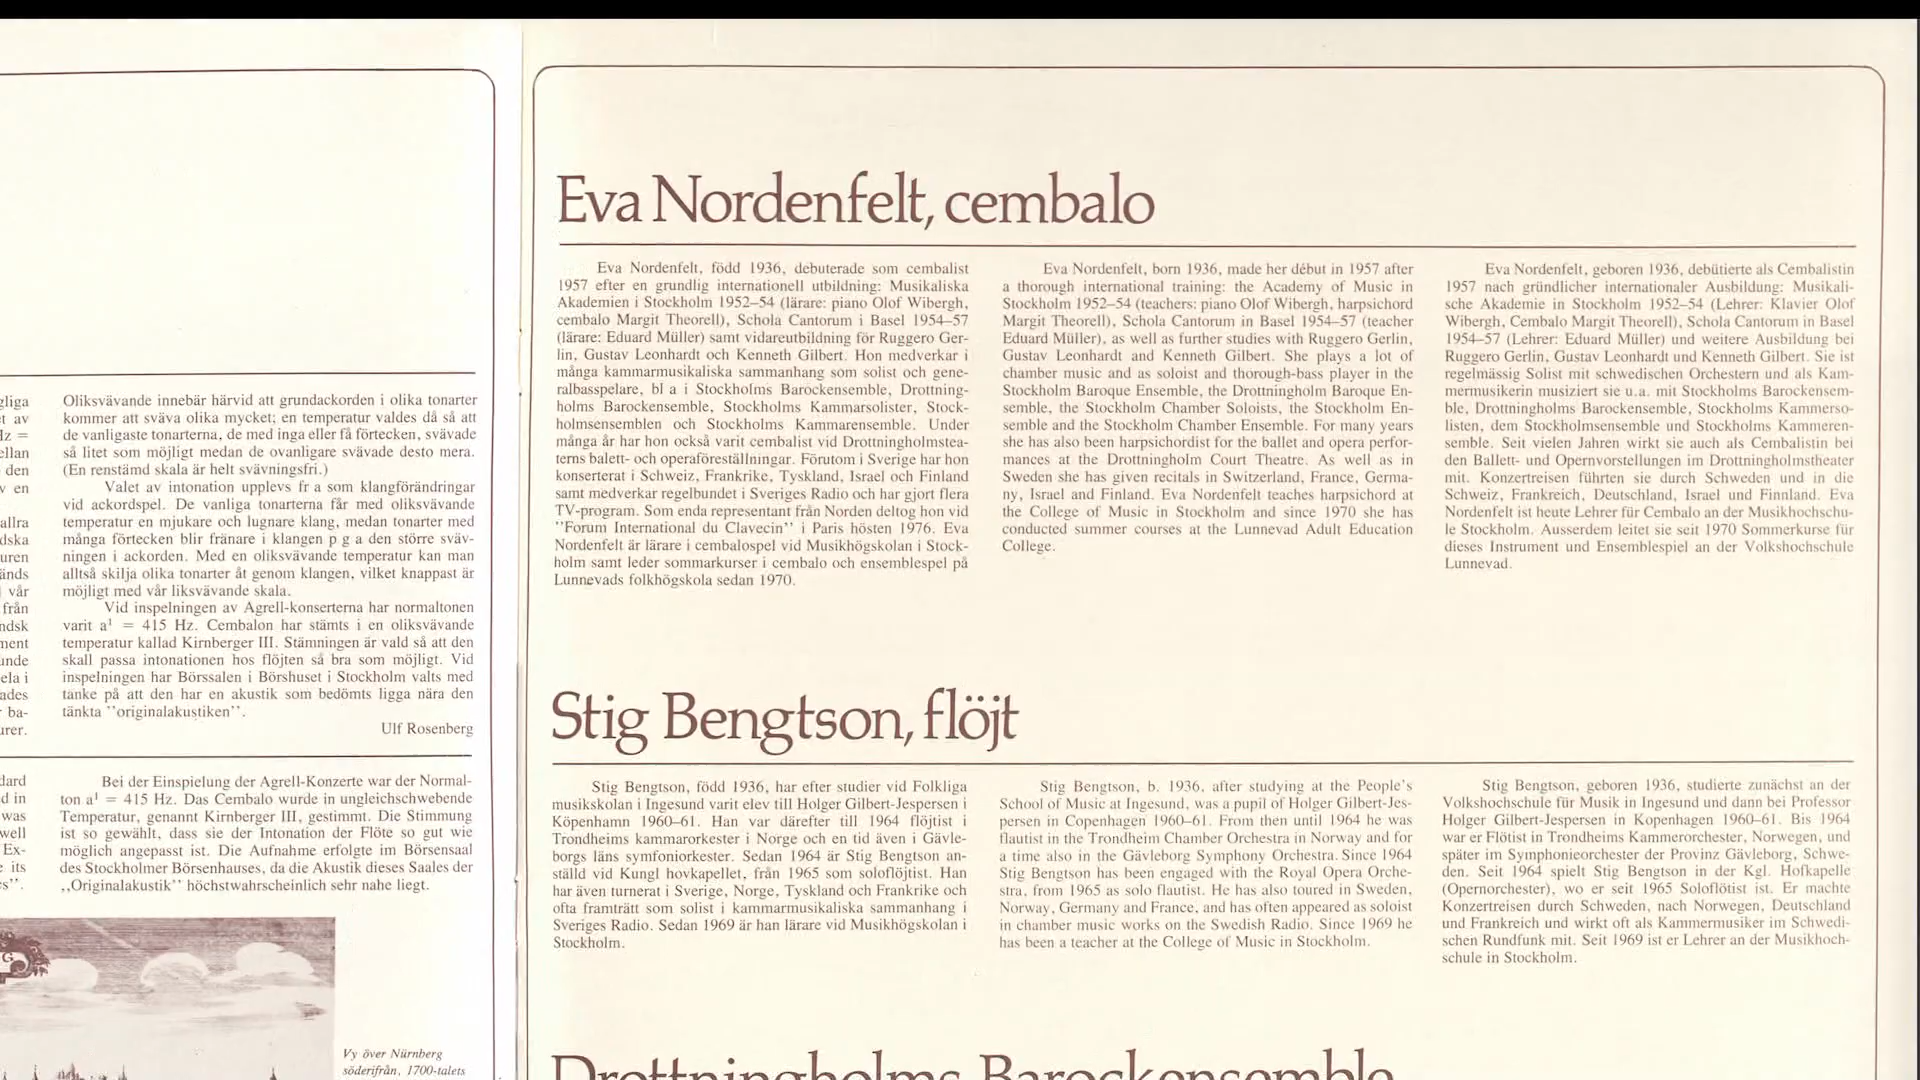 gliga
t av
Hz =
ellan
den
v en
allra
dska
uren
änds
vår
från
ndsk
ment
unde
ela i
ades
ba-
urer.
Oliksvävande innebär härvid att grundackorden i olika tonarter
kommer att sväva olika mycket; en temperatur valdes då så att
de vanligaste tonarterna, de med inga eller få förtecken, svävade
så litet som möjligt medan de ovanligare svävade desto mera.
(En renstämd skala är helt svävningsfri.)
Valet av intonation upplevs fr a som klangförändringar
vid ackordspel. De vanliga tonarterna får med oliksvävande
temperatur en mjukare och lugnare klang, medan tonarter med
många förtecken blir fränare i klangen p g a den större sväv-
ningen i ackorden. Med en oliksvävande temperatur kan man
alltså skilja olika tonarter åt genom klangen, vilket knappast är
möjligt med vår liksvävande skala.
Vid inspelningen av Agrell-konserterna har normaltonen
varit a¹ = 415 Hz. Cembalon har stämts i en oliksvävande
temperatur kallad Kirnberger III. Stämningen är vald så att den
skall passa intonationen hos flöjten så bra som möjligt. Vid
inspelningen har Börssalen i Börshuset i Stockholm valts med
tanke på att den har en akustik som bedömts ligga nära den
tänkta ''originalakustiken''.
Ulf Rosenberg
dard
d in
was
well
Ex-
its
s''.
Bei der Einspielung der Agrell-Konzerte war der Normal-
ton a¹ = 415 Hz. Das Cembalo wurde in ungleichschwebende
Temperatur, genannt Kirnberger III, gestimmt. Die Stimmung
ist so gewählt, dass sie der Intonation der Flöte so gut wie
möglich angepasst ist. Die Aufnahme erfolgte im Börsensaal
des Stockholmer Börsenhauses, da die Akustik dieses Saales der
,,Originalakustik'' höchstwahrscheinlich sehr nahe liegt.
G
Vy över Nürnberg
söderifrån, 1700-talets
Eva Nordenfelt, cembalo
Eva Nordenfelt, född 1936, debuterade som cembalist
1957 efter en grundlig internationell utbildning: Musikaliska
Akademien i Stockholm 1952–54 (lärare: piano Olof Wibergh,
cembalo Margit Theorell), Schola Cantorum i Basel 1954–57
(lärare: Eduard Müller) samt vidareutbildning för Ruggero Ger-
lin, Gustav Leonhardt och Kenneth Gilbert. Hon medverkar i
många kammarmusikaliska sammanhang som solist och gene-
ralbasspelare, bl a i Stockholms Barockensemble, Drottning-
holms Barockensemble, Stockholms Kammarsolister, Stock-
holmsensemblen och Stockholms Kammarensemble. Under
många år har hon också varit cembalist vid Drottningholmstea-
terns balett- och operaföreställningar. Förutom i Sverige har hon
konserterat i Schweiz, Frankrike, Tyskland, Israel och Finland
samt medverkar regelbundet i Sveriges Radio och har gjort flera
TV-program. Som enda representant från Norden deltog hon vid
''Forum International du Clavecin'' i Paris hösten 1976. Eva
Nordenfelt är lärare i cembalospel vid Musikhögskolan i Stock-
holm samt leder sommarkurser i cembalo och ensemblespel på
Lunnevads folkhögskola sedan 1970.
Eva Nordenfelt, born 1936, made her début in 1957 after
a thorough international training: the Academy of Music in
Stockholm 1952–54 (teachers: piano Olof Wibergh, harpsichord
Margit Theorell), Schola Cantorum in Basel 1954–57 (teacher
Eduard Müller), as well as further studies with Ruggero Gerlin,
Gustav Leonhardt and Kenneth Gilbert. She plays a lot of
chamber music and as soloist and thorough-bass player in the
Stockholm Baroque Ensemble, the Drottningholm Baroque En-
semble, the Stockholm Chamber Soloists, the Stockholm En-
semble and the Stockholm Chamber Ensemble. For many years
she has also been harpsichordist for the ballet and opera perfor-
mances at the Drottningholm Court Theatre. As well as in
Sweden she has given recitals in Switzerland, France, Germa-
ny, Israel and Finland. Eva Nordenfelt teaches harpsichord at
the College of Music in Stockholm and since 1970 she has
conducted summer courses at the Lunnevad Adult Education
College.
Eva Nordenfelt, geboren 1936, debütierte als Cembalistin
1957 nach gründlicher internationaler Ausbildung: Musikali-
sche Akademie in Stockholm 1952–54 (Lehrer: Klavier Olof
Wibergh, Cembalo Margit Theorell), Schola Cantorum in Basel
1954–57 (Lehrer: Eduard Müller) und weitere Ausbildung bei
Ruggero Gerlin, Gustav Leonhardt und Kenneth Gilbert. Sie ist
regelmässig Solist mit schwedischen Orchestern und als Kam-
mermusikerin musiziert sie u.a. mit Stockholms Barockensem-
ble, Drottningholms Barockensemble, Stockholms Kammerso-
listen, dem Stockholmsensemble und Stockholms Kammeren-
semble. Seit vielen Jahren wirkt sie auch als Cembalistin bei
den Ballett- und Opernvorstellungen im Drottningholmstheater
mit. Konzertreisen führten sie durch Schweden und in die
Schweiz, Frankreich, Deutschland, Israel und Finnland. Eva
Nordenfelt ist heute Lehrer für Cembalo an der Musikhochschu-
le Stockholm. Ausserdem leitet sie seit 1970 Sommerkurse für
dieses Instrument und Ensemblespiel an der Volkshochschule
Lunnevad.
Stig Bengtson, flöjt
Stig Bengtson, född 1936, har efter studier vid Folkliga
musikskolan i Ingesund varit elev till Holger Gilbert-Jespersen i
Köpenhamn 1960–61. Han var därefter till 1964 flöjtist i
Trondheims kammarorkester i Norge och en tid även i Gävle-
borgs läns symfoniorkester. Sedan 1964 är Stig Bengtson an-
ställd vid Kungl hovkapellet, från 1965 som soloflöjtist. Han
har även turnerat i Sverige, Norge, Tyskland och Frankrike och
ofta framträtt som solist i kammarmusikaliska sammanhang i
Sveriges Radio. Sedan 1969 är han lärare vid Musikhögskolan i
Stockholm.
Stig Bengtson, b. 1936, after studying at the People's
School of Music at Ingesund, was a pupil of Holger Gilbert-Jes-
persen in Copenhagen 1960–61. From then until 1964 he was
flautist in the Trondheim Chamber Orchestra in Norway and for
a time also in the Gävleborg Symphony Orchestra. Since 1964
Stig Bengtson has been engaged with the Royal Opera Orche-
stra, from 1965 as solo flautist. He has also toured in Sweden,
Norway, Germany and France, and has often appeared as soloist
in chamber music works on the Swedish Radio. Since 1969 he
has been a teacher at the College of Music in Stockholm.
Stig Bengtson, geboren 1936, studierte zunächst an der
Volkshochschule für Musik in Ingesund und dann bei Professor
Holger Gilbert-Jespersen in Kopenhagen 1960–61. Bis 1964
war er Flötist in Trondheims Kammerorchester, Norwegen, und
später im Symphonieorchester der Provinz Gävleborg, Schwe-
den. Seit 1964 spielt Stig Bengtson in der Kgl. Hofkapelle
(Opernorchester), wo er seit 1965 Soloflötist ist. Er machte
Konzertreisen durch Schweden, nach Norwegen, Deutschland
und Frankreich und wirkt oft als Kammermusiker im Schwedi-
schen Rundfunk mit. Seit 1969 ist er Lehrer an der Musikhoch-
schule in Stockholm.
Drottningholms Barockensemble